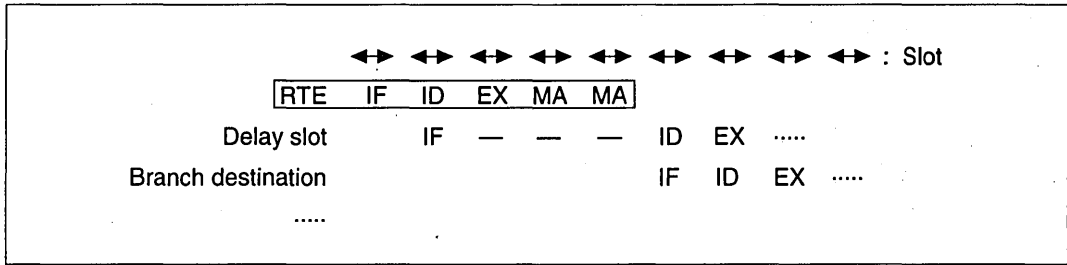 : Slot
RTE IF ID EX MA MA
Delay slot IF — — — ID EX .....
Branch destination IF ID EX .....
.....